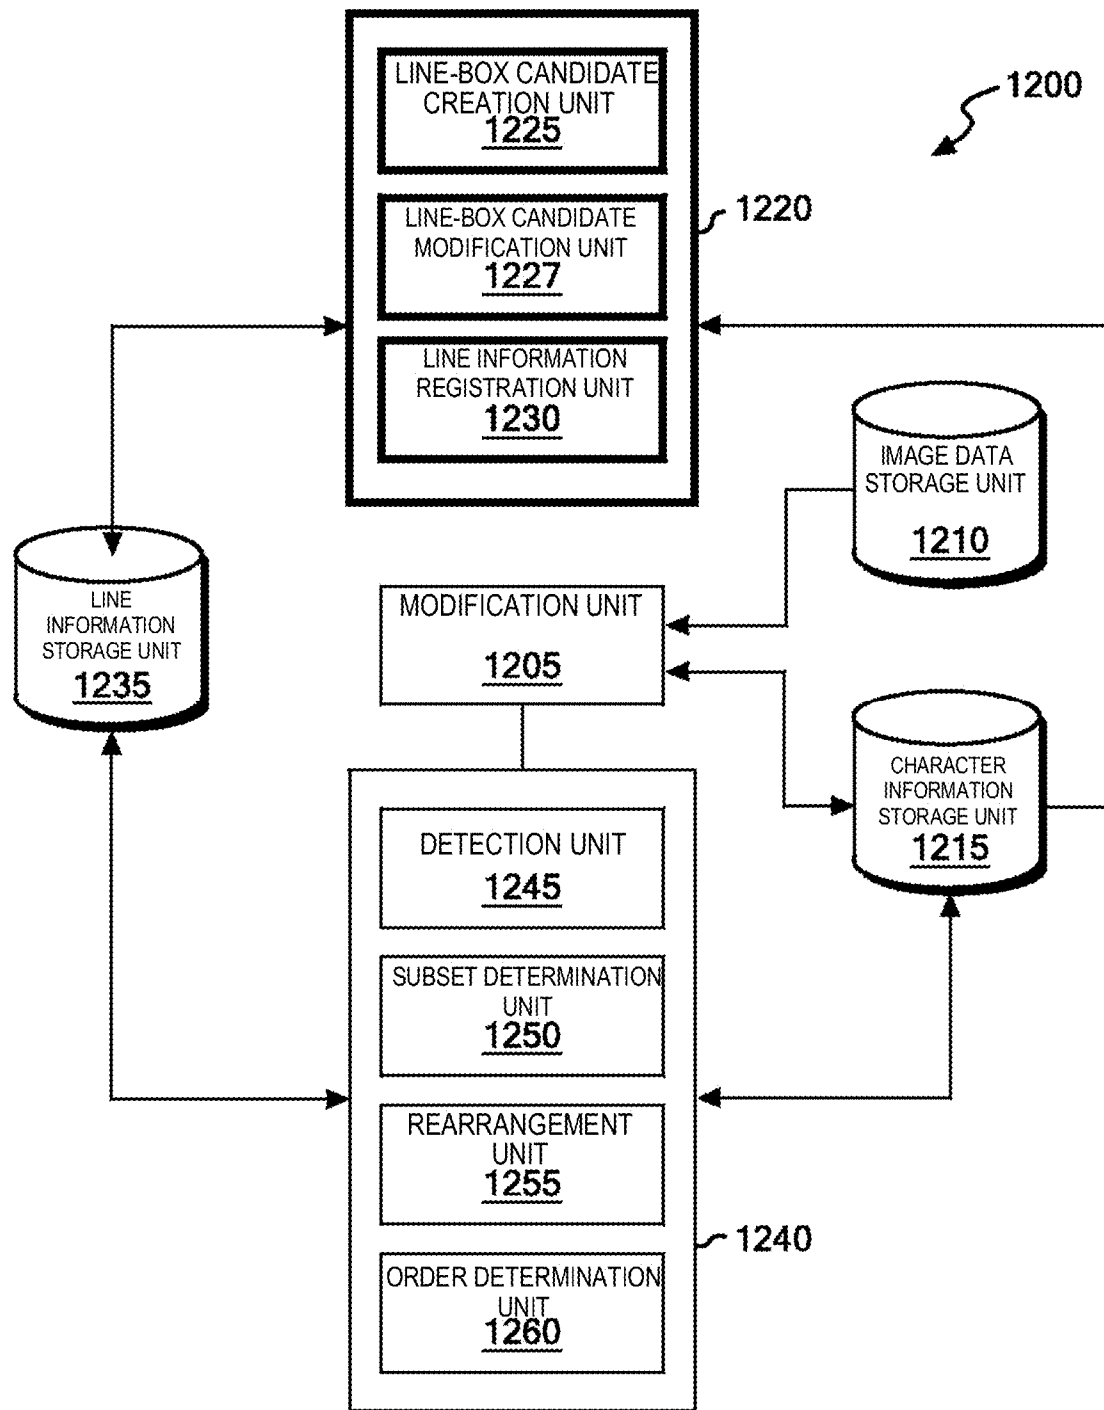 LINE-BOX CANDIDATE
CREATION UNIT
1225
1200
LINE-BOX CANDIDATE
MODIFICATION UNIT
1227
1220
LINE INFORMATION
REGISTRATION UNIT
1230
IMAGE DATA
STORAGE UNIT
1210
LINE
INFORMATION
STORAGE UNIT
1235
MODIFICATION UNIT
1205
CHARACTER
INFORMATION
STORAGE UNIT
1215
DETECTION UNIT
1245
SUBSET DETERMINATION
UNIT
1250
REARRANGEMENT
UNIT
1255
1240
ORDER DETERMINATION
UNIT
1260